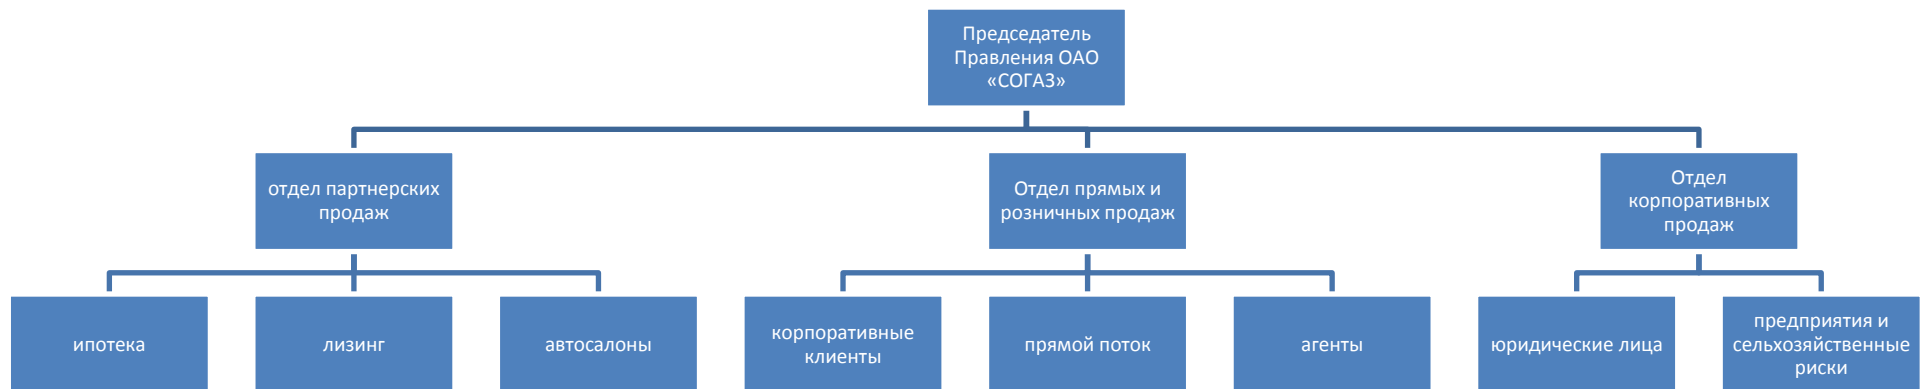 Председатель
Правления ОАО
«СОГАЗ»
отдел партнерских
продаж
Отдел прямых и
розничных продаж
Отдел
корпоративных
продаж
ипотека
лизинг
автосалоны
корпоративные
клиенты
прямой поток
агенты
юридические лица
предприятия и
сельхозяйственные
риски